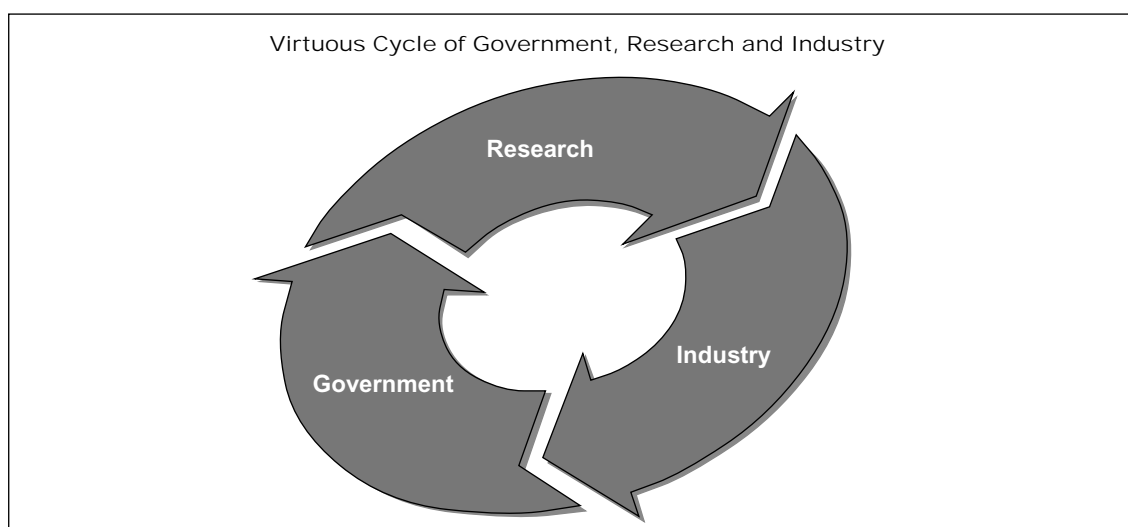 Virtuous Cycle of Government, Research and Industry
Research
Industry
Government